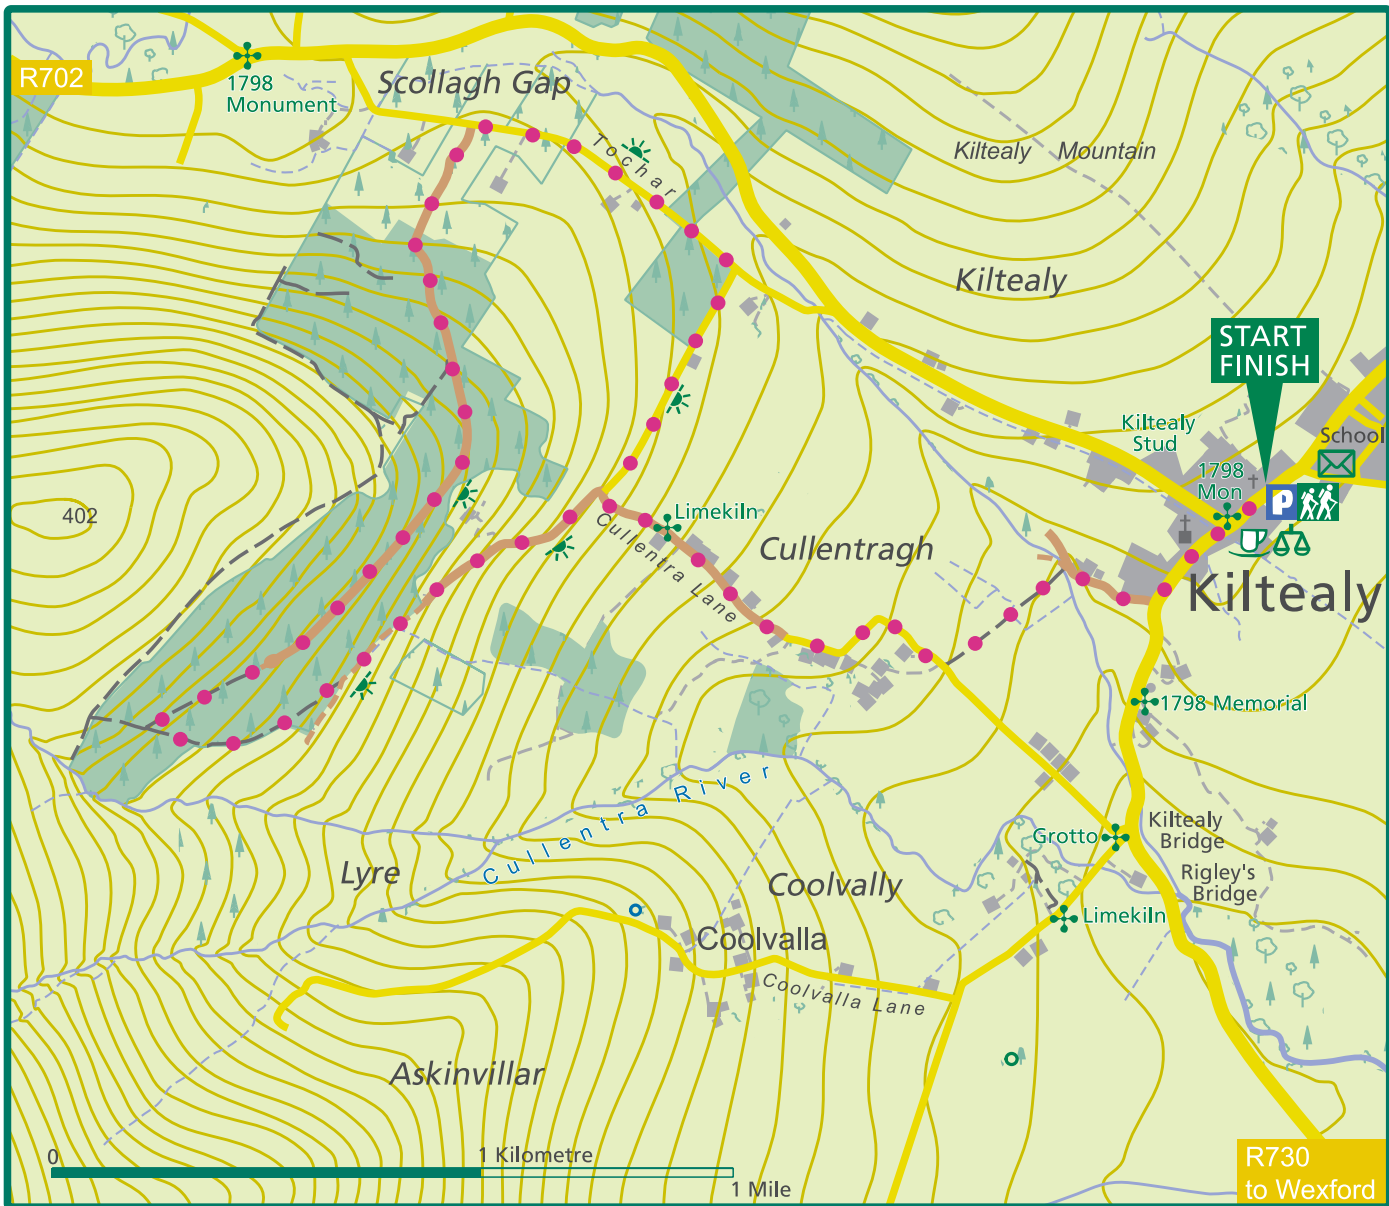 R702
1798
Monument
Scollagh Gap
Tochar
Kiltealy Mountain
Kiltealy
START
FINISH
School
Kiltealy
Stud
1798
Mon
P
402
Limekiln
Cullentra Lane
Cullentragh
Kiltealy
1798 Memorial
Cullentra River
Grotto
Kiltealy
Bridge
Rigley's
Bridge
Lyre
Coolvally
Limekiln
Coolvalla
Coolvalla Lane
Askinvillar
0
1 Kilometre
1 Mile
R730
to Wexford